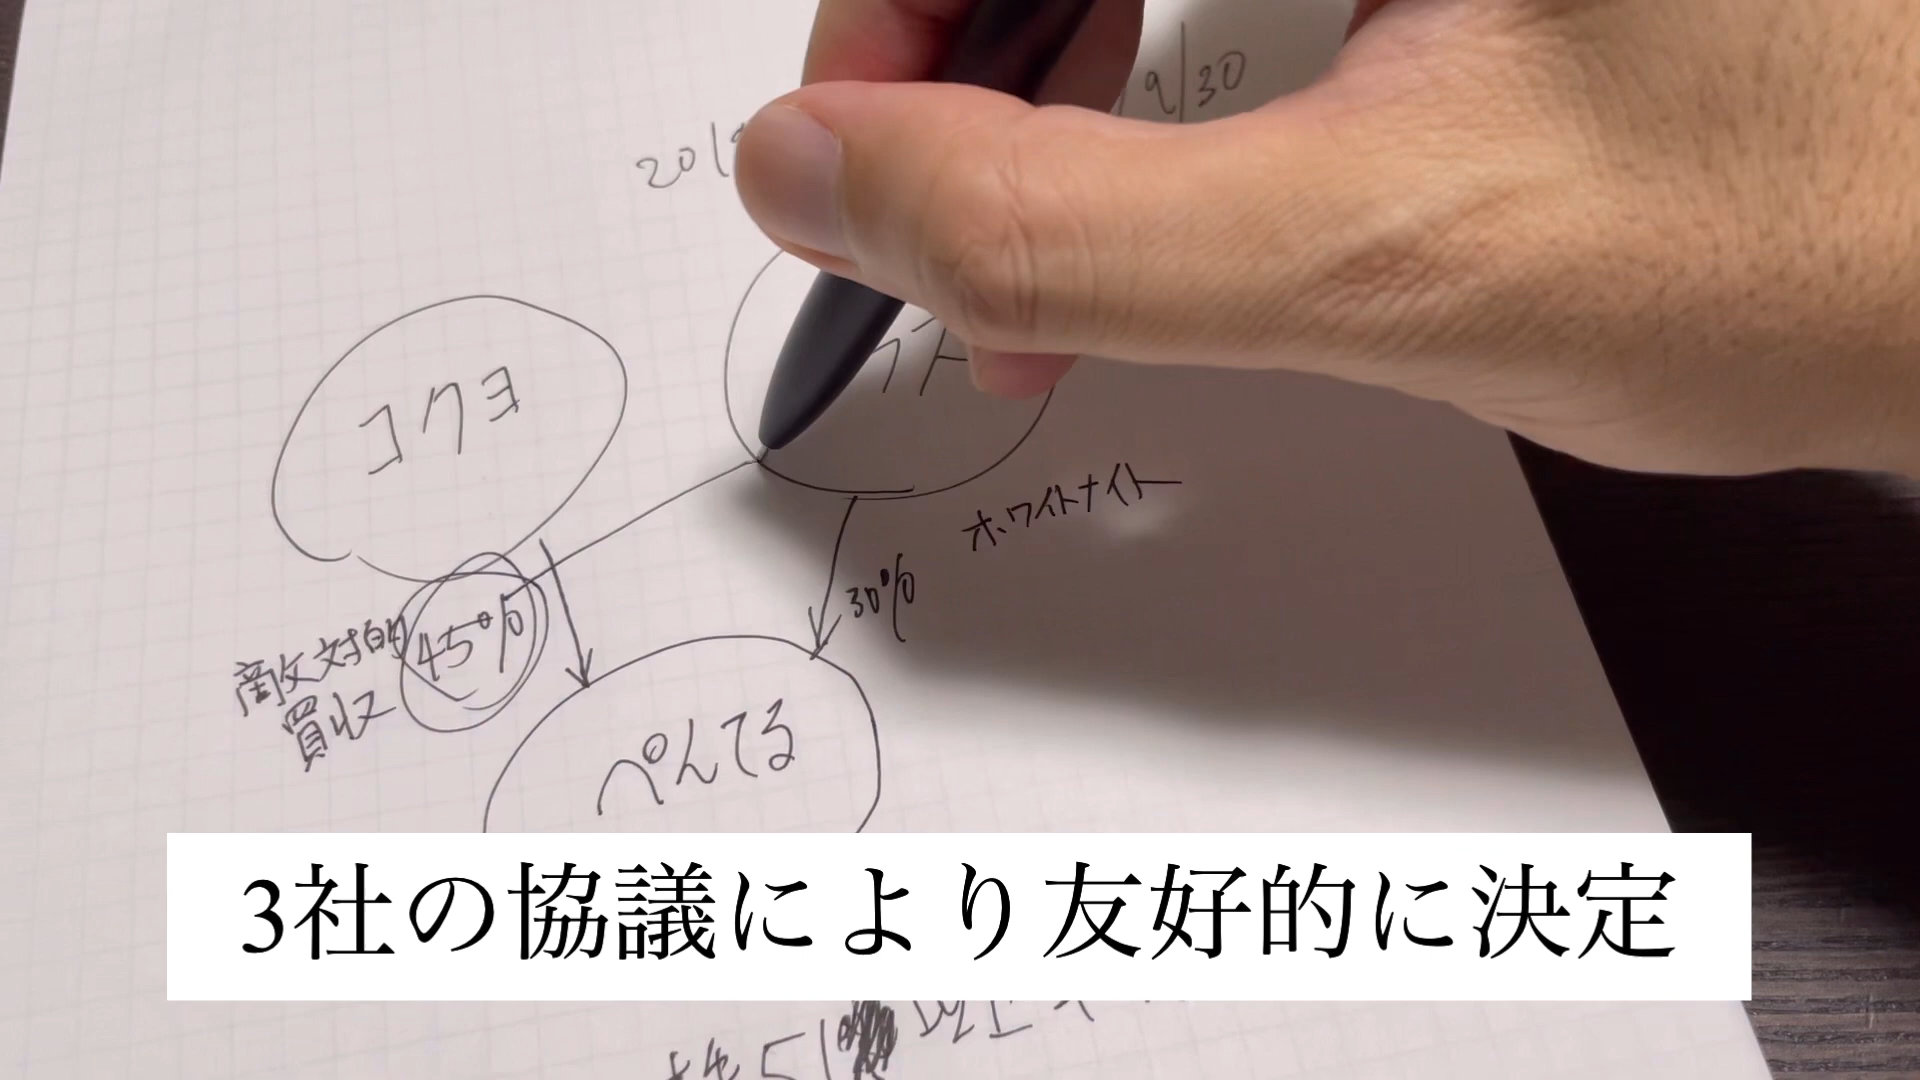 9/30
201
コクヨ
ホワイトナイト
30%
45%
敵対的
買収
ぺんてる
3社の協議により友好的に決定